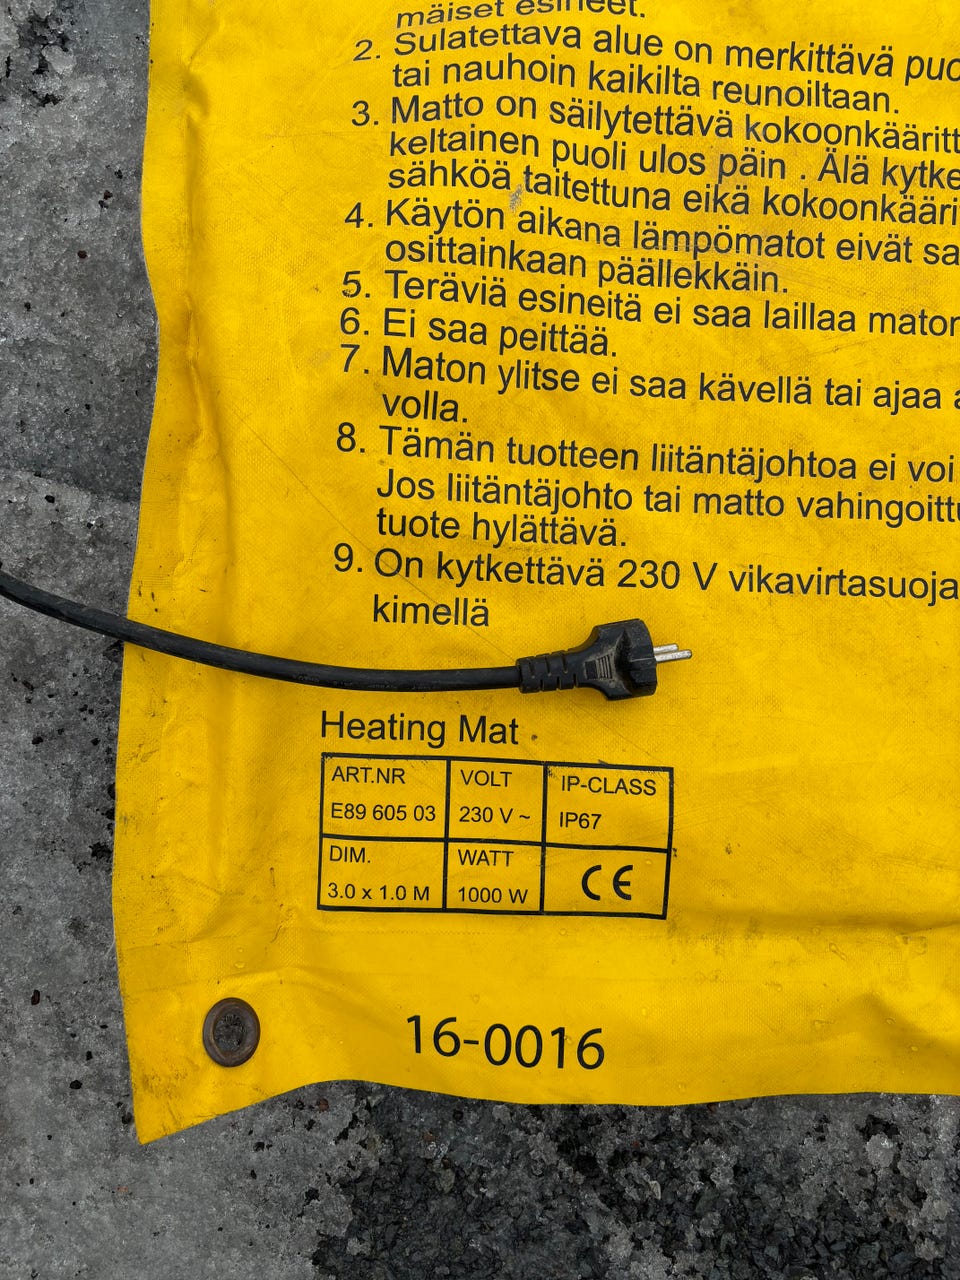 mäiset esineet.
2. Sulatettava alue on merkittävä
tai nauhoin kaikilta reunoiltaan.
3. Matto on säilytettävä
keltainen puoli ulos päin . Älä
sähköä taitettuna eikä
4. Käytön aikana lämpömatot eivät
osittainkaan päällekkäin.
5. Teräviä esineitä ei saa laillaa
6. Ei saa peittää.
7. Maton ylitse ei saa kävellä tai ajaa
volla.
8. Tämän tuotteen liitäntäjohtoa ei voi
Jos liitäntäjohto tai matto
tuote hylättävä.
9. On kytkettävä 230 V
kimellä
Heating Mat
ART.NR VOLT IP-CLASS
E89 605 03 230 V ~ IP67
DIM. WATT CE
3.0 x 1.0 M 1000 W
16-0016